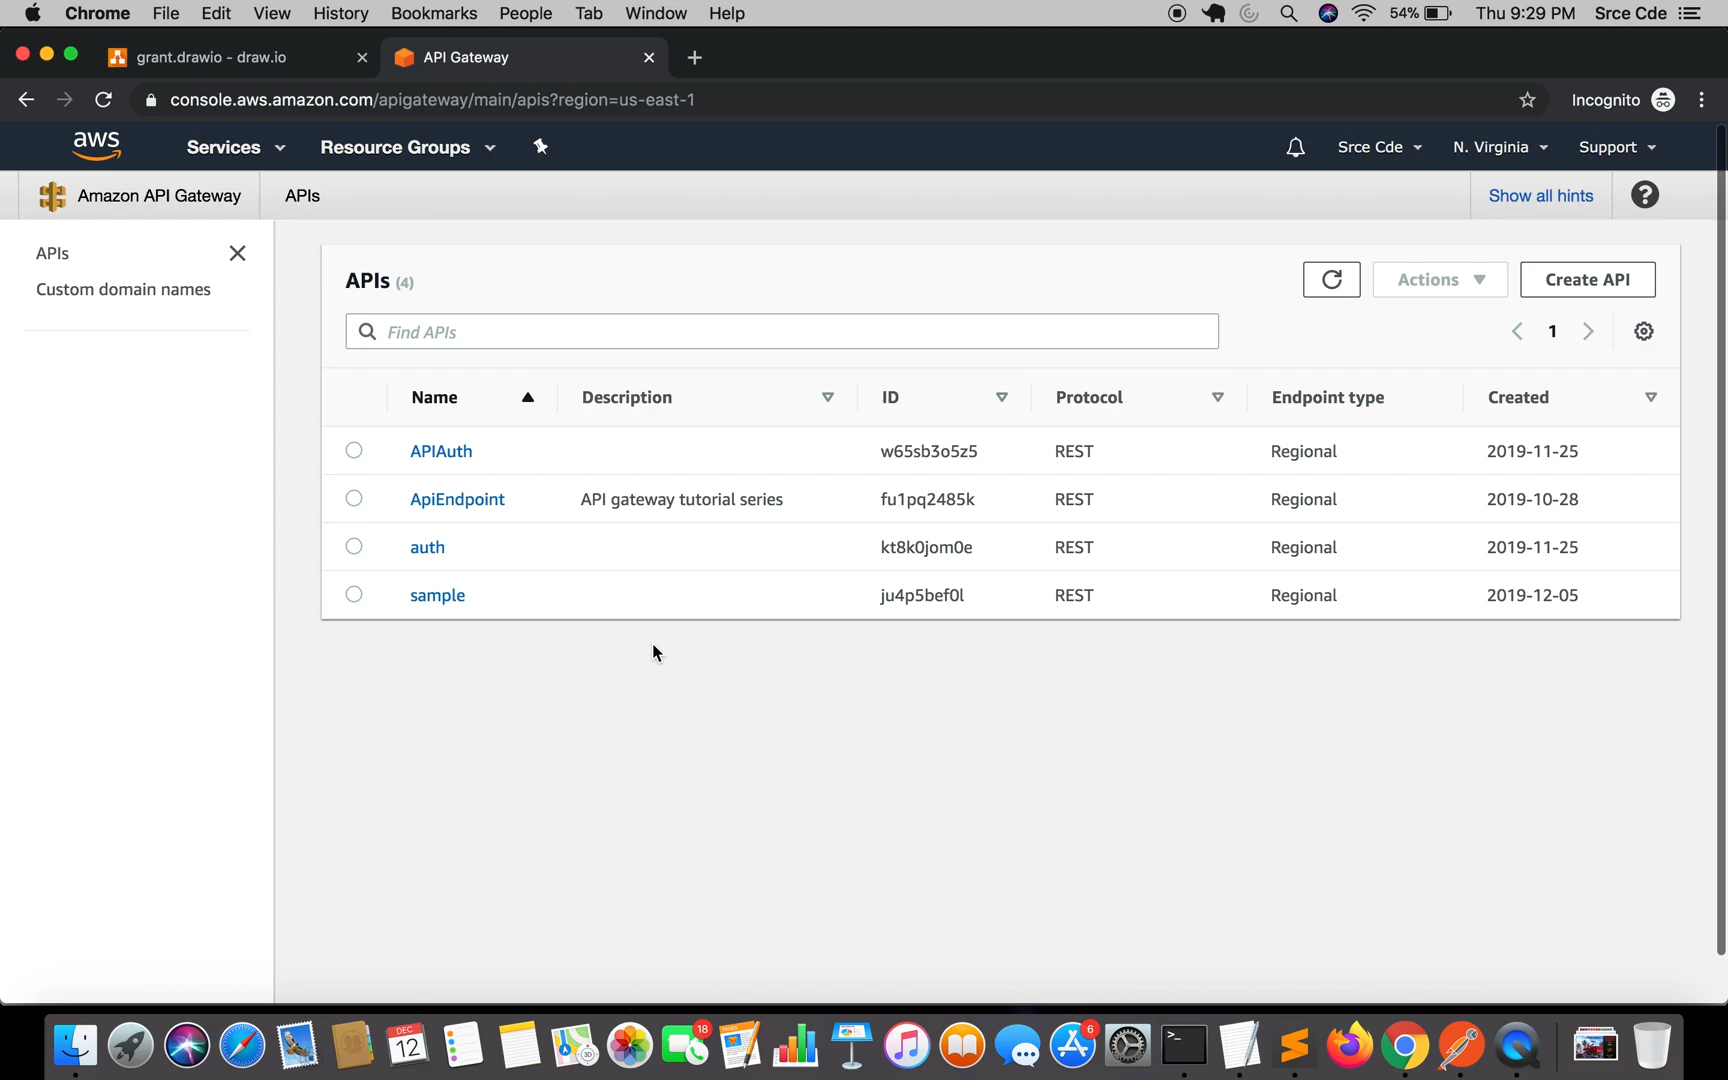 Chrome File Edit View History Bookmarks People Tab Window Help 54% Thu 9:29 PM Srce Cde
grant.drawio - draw.io API Gateway
console.aws.amazon.com/apigateway/main/apis?region=us-east-1 Incognito
aws Services Resource Groups Srce Cde N. Virginia Support
Amazon API Gateway APIs Show all hints ?
APIs
Custom domain names
APIs (4) Actions Create API
Find APIs 1
Name Description ID Protocol Endpoint type Created
APIAuth w65sb3o5z5 REST Regional 2019-11-25
ApiEndpoint API gateway tutorial series fu1pq2485k REST Regional 2019-10-28
auth kt8k0jom0e REST Regional 2019-11-25
sample ju4p5bef0l REST Regional 2019-12-05
DEC
12
30
18
6
>_